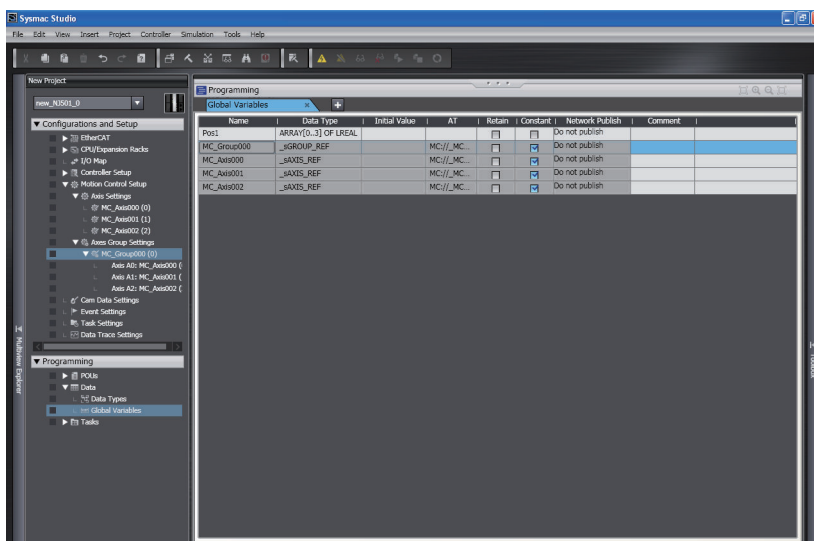 Sysmac Studio
File Edit View Insert Project Controller Simulation Tools Help
New Project
new_NJ501_0
Configurations and Setup
EtherCAT
CPU/Expansion Racks
I/O Map
Controller Setup
Motion Control Setup
Axis Settings
MC_Axis000 (0)
MC_Axis001 (1)
MC_Axis002 (2)
Axes Group Settings
MC_Group000 (0)
Axis A0: MC_Axis000 (
Axis A1: MC_Axis001 (
Axis A2: MC_Axis002 (
Cam Data Settings
Event Settings
Task Settings
Data Trace Settings
Programming
POUs
Data
Data Types
Global Variables
Tasks
Multiview Explorer
Programming
Global Variables
Name Data Type Initial Value AT Retain Constant Network Publish Comment
Pos1 ARRAY[0..3] OF LREAL Do not publish
MC_Group000 _sGROUP_REF MC://_MC... Do not publish
MC_Axis000 _sAXIS_REF MC://_MC... Do not publish
MC_Axis001 _sAXIS_REF MC://_MC... Do not publish
MC_Axis002 _sAXIS_REF MC://_MC... Do not publish
Toolbox